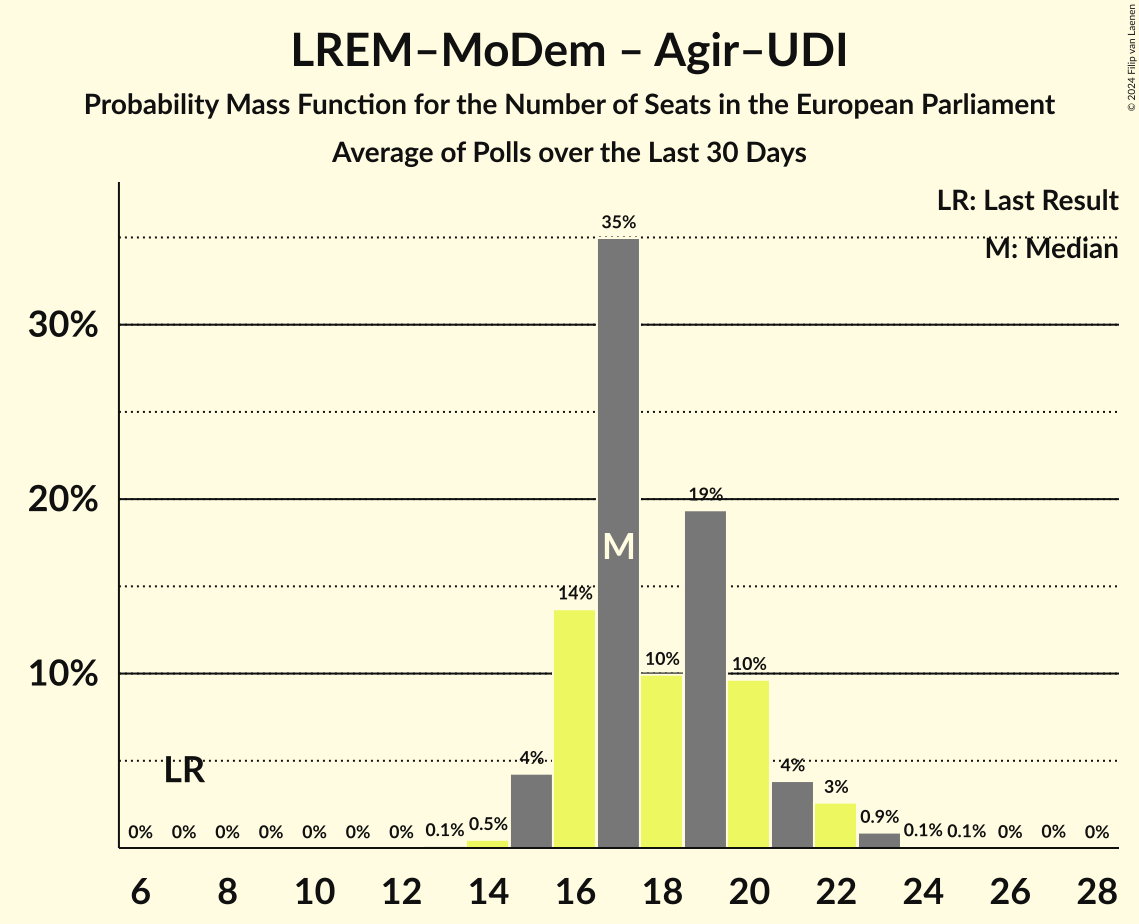 LREM–MoDem – Agir–UDI
Probability Mass Function for the Number of Seats in the European Parliament
Average of Polls over the Last 30 Days
© 2024 Filip van Laenen
LR: Last Result
M: Median
35%
30%
20%
19%
M
14%
10%
10%
10%
LR
4%
4%
3%
0% 0% 0% 0% 0% 0% 0% 0.1% 0.5% 0.9% 0.1% 0.1% 0% 0% 0%
6 8 10 12 14 16 18 20 22 24 26 28